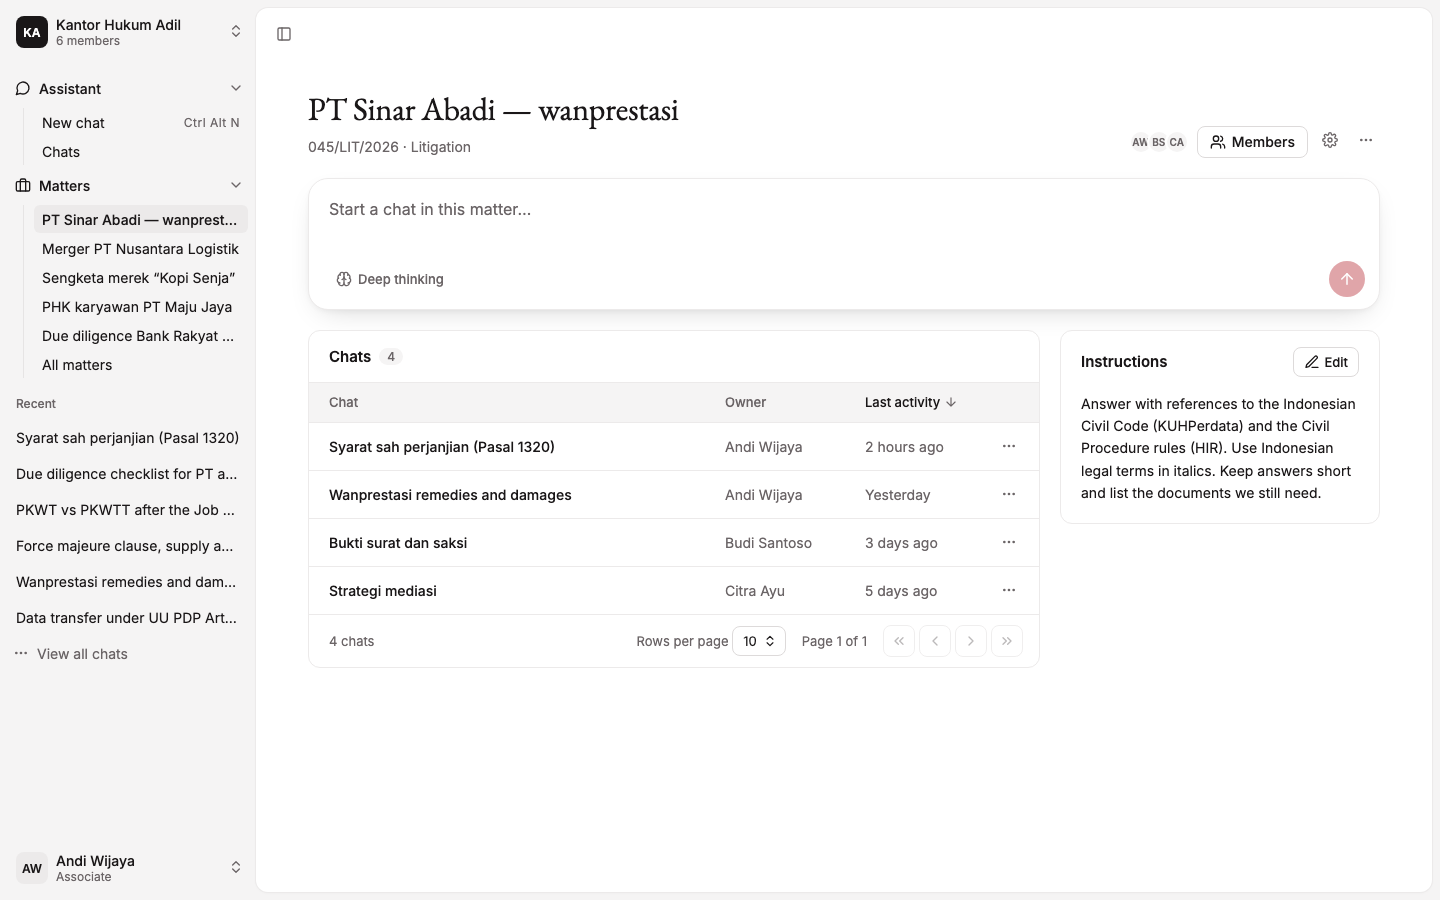 KA
Kantor Hukum Adil
6 members
Assistant
New chat Ctrl Alt N
Chats
Matters
PT Sinar Abadi — wanprest...
Merger PT Nusantara Logistik
Sengketa merek “Kopi Senja”
PHK karyawan PT Maju Jaya
Due diligence Bank Rakyat ...
All matters
Recent
Syarat sah perjanjian (Pasal 1320)
Due diligence checklist for PT a...
PKWT vs PKWTT after the Job ...
Force majeure clause, supply a...
Wanprestasi remedies and dam...
Data transfer under UU PDP Art...
View all chats
AW
Andi Wijaya
Associate
PT Sinar Abadi — wanprestasi
045/LIT/2026 · Litigation
AW BS CA Members
Start a chat in this matter...
Deep thinking
Chats 4
Chat Owner Last activity
Syarat sah perjanjian (Pasal 1320) Andi Wijaya 2 hours ago
Wanprestasi remedies and damages Andi Wijaya Yesterday
Bukti surat dan saksi Budi Santoso 3 days ago
Strategi mediasi Citra Ayu 5 days ago
4 chats Rows per page 10 Page 1 of 1
Instructions Edit
Answer with references to the Indonesian
Civil Code (KUHPerdata) and the Civil
Procedure rules (HIR). Use Indonesian
legal terms in italics. Keep answers short
and list the documents we still need.